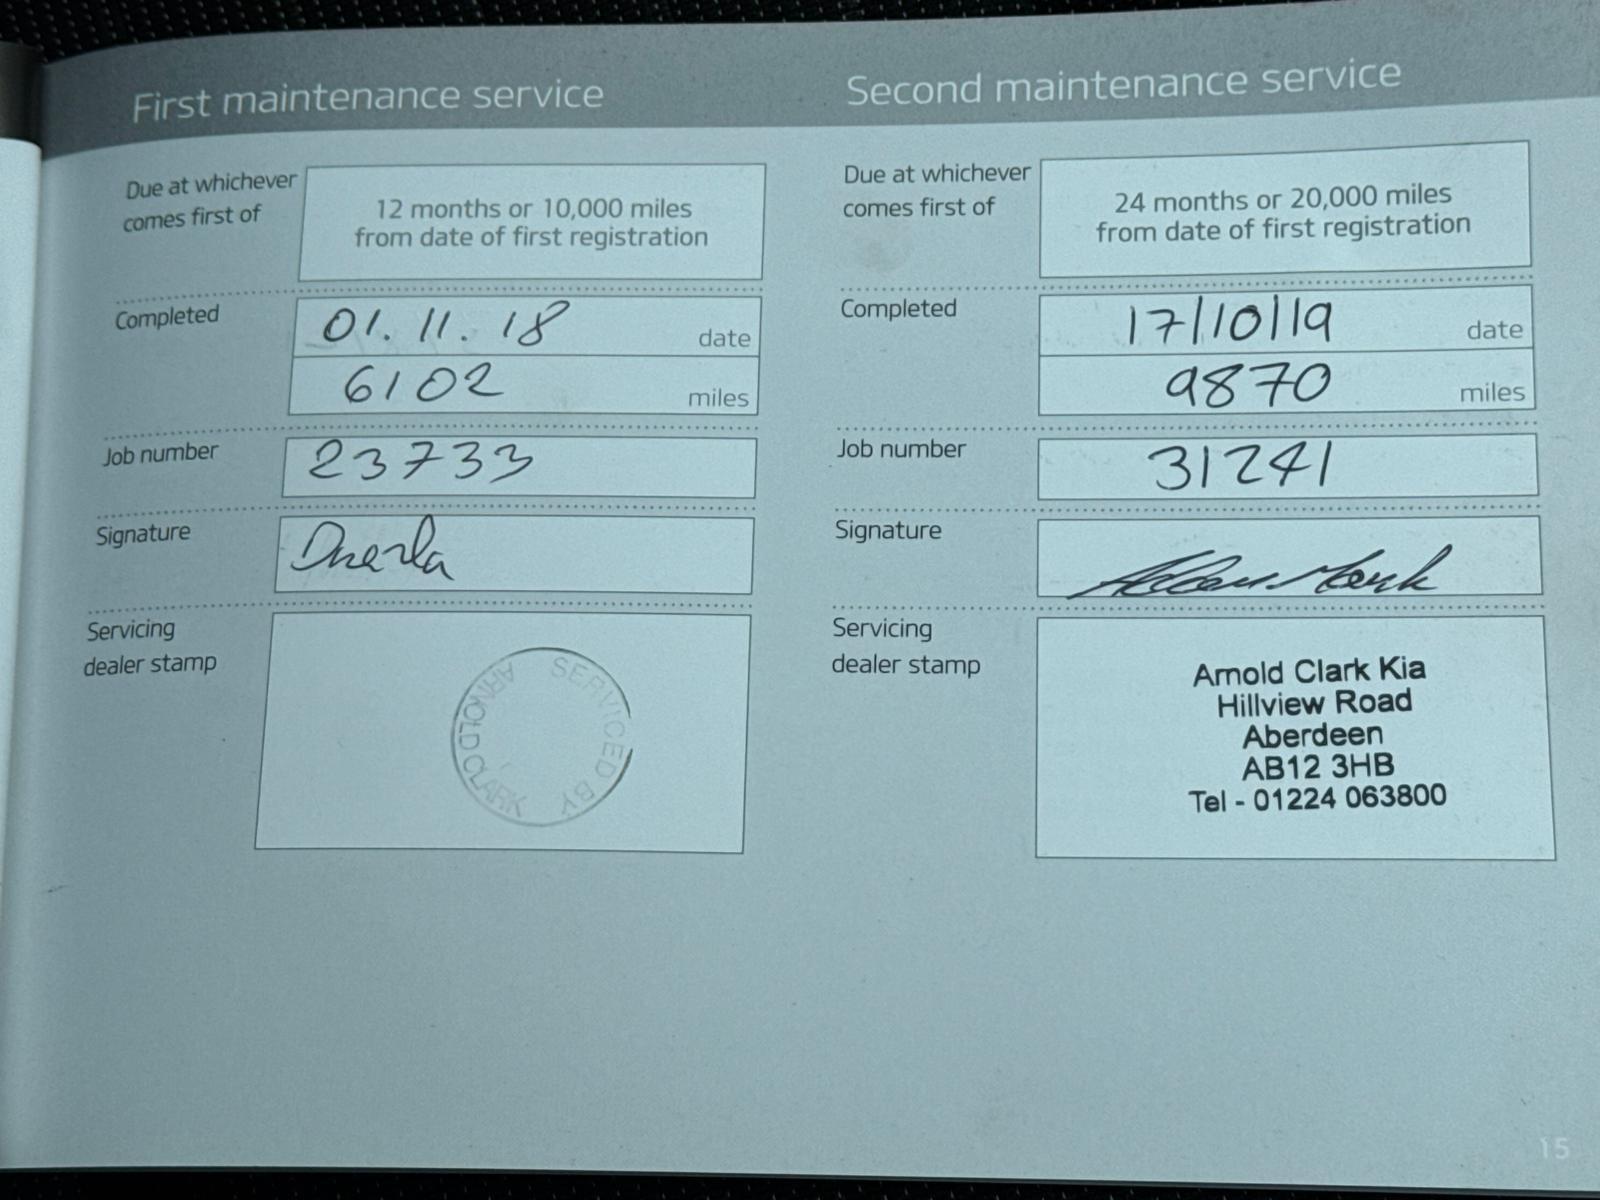 First maintenance service
Due at whichever
comes first of
12 months or 10,000 miles
from date of first registration
Completed
01.11.18
date
6102
miles
Job number
23733
Signature
Servicing
dealer stamp
SERVICED BY
ARNOLD CLARK
Second maintenance service
Due at whichever
comes first of
24 months or 20,000 miles
from date of first registration
Completed
17/10/19
date
9870
miles
Job number
31241
Signature
Servicing
dealer stamp
Arnold Clark Kia
Hillview Road
Aberdeen
AB12 3HB
Tel - 01224 063800
15